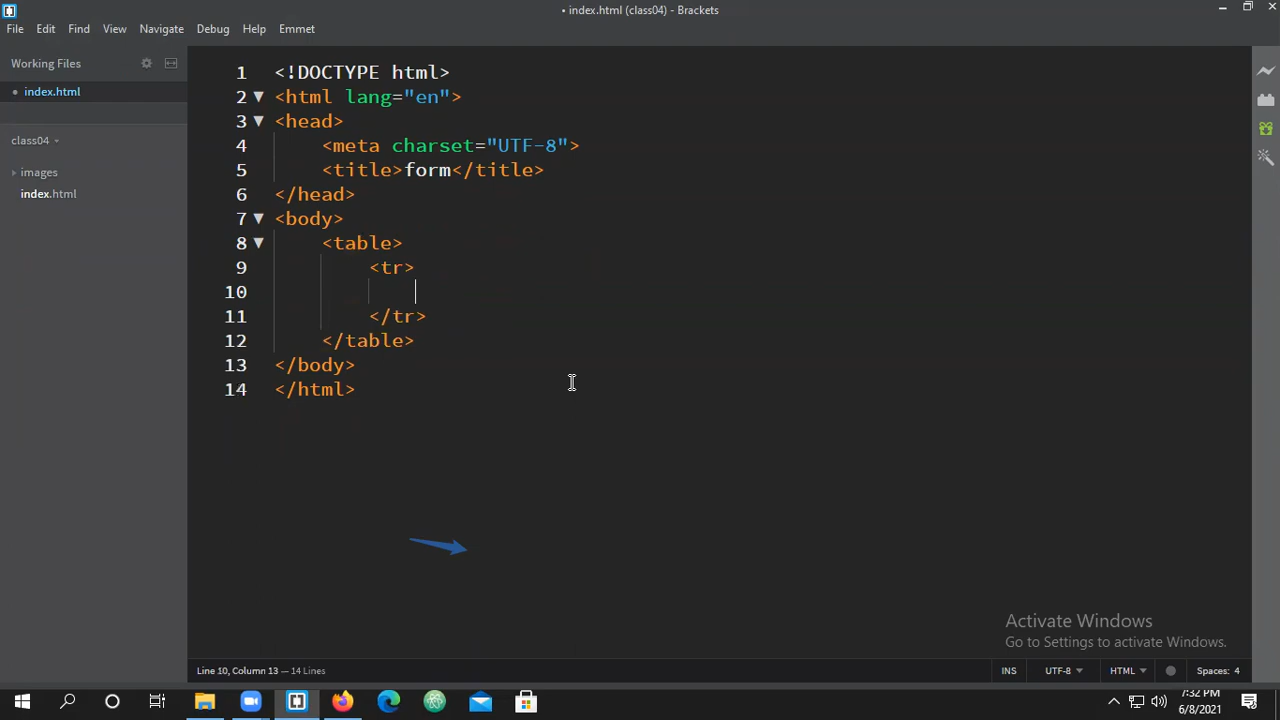 • index.html (class04) - Brackets
File Edit Find View Navigate Debug Help Emmet
Working Files
• index.html
class04
images
index.html
1 <!DOCTYPE html>
2 <html lang="en">
3 <head>
4 <meta charset="UTF-8">
5 <title>form</title>
6 </head>
7 <body>
8 <table>
9 <tr>
10
11 </tr>
12 </table>
13 </body>
14 </html>
Activate Windows
Go to Settings to activate Windows.
Line 10, Column 13 — 14 Lines
INS UTF-8 HTML Spaces: 4
7:32 PM
6/8/2021